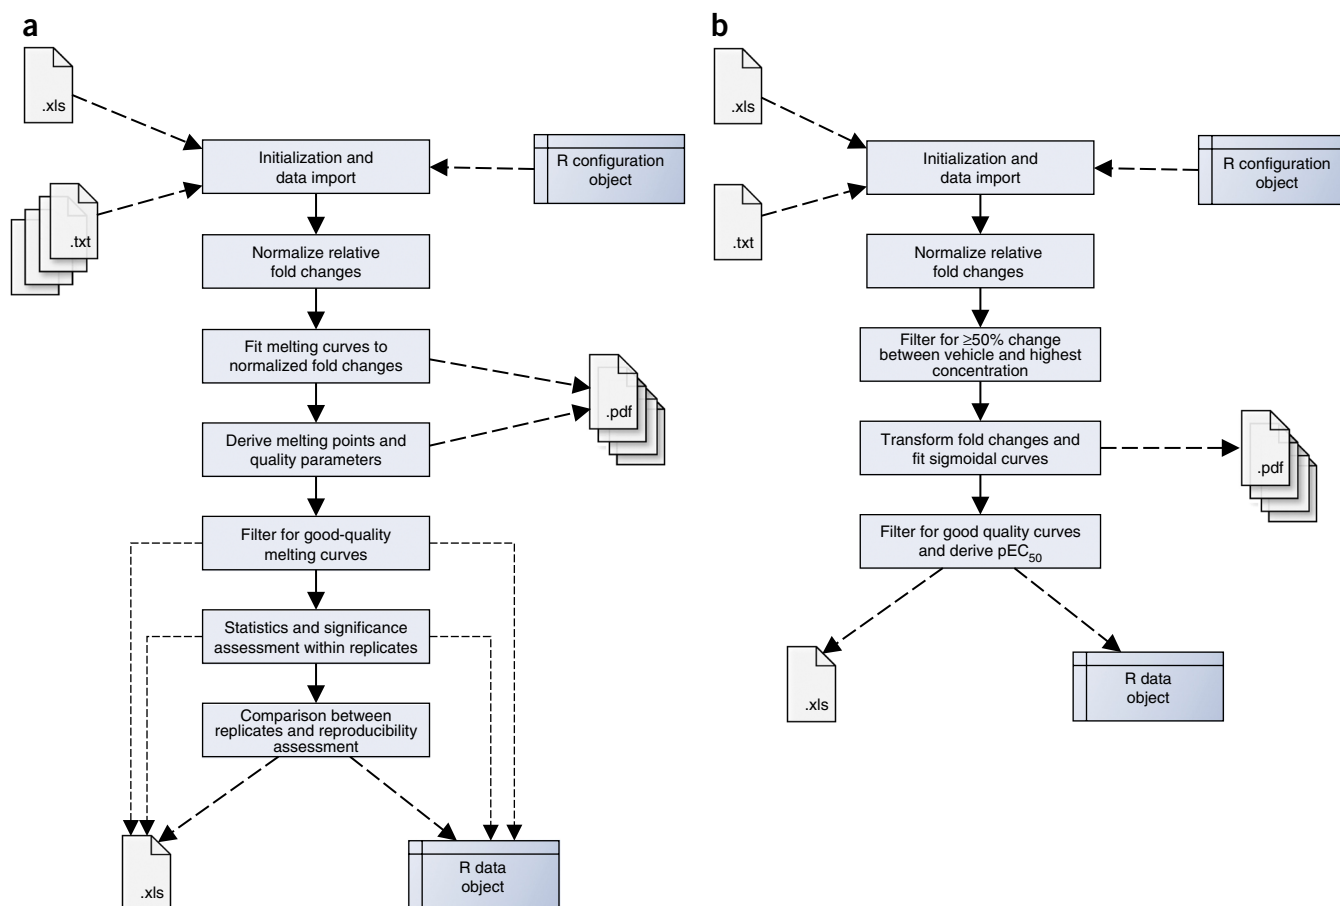 a
.xls
Initialization and
data import
R configuration
object
.txt
Normalize relative
fold changes
Fit melting curves to
normalized fold changes
.pdf
Derive melting points and
quality parameters
Filter for good-quality
melting curves
Statistics and significance
assessment within replicates
Comparison between
replicates and reproducibility
assessment
.xls
R data
object
b
.xls
Initialization and
data import
R configuration
object
.txt
Normalize relative
fold changes
Filter for ≥50% change
between vehicle and highest
concentration
Transform fold changes and
fit sigmoidal curves
.pdf
Filter for good quality curves
and derive pEC50
.xls
R data
object